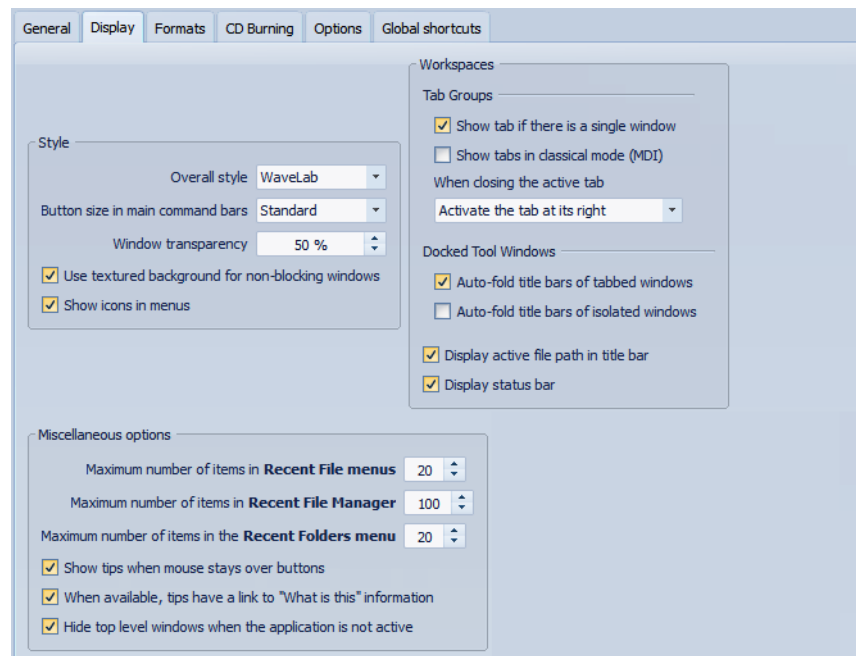 General Display Formats CD Burning Options Global shortcuts
Style
Overall style WaveLab
Button size in main command bars Standard
Window transparency 50 %
Use textured background for non-blocking windows
Show icons in menus
Workspaces
Tab Groups
Show tab if there is a single window
Show tabs in classical mode (MDI)
When closing the active tab
Activate the tab at its right
Docked Tool Windows
Auto-fold title bars of tabbed windows
Auto-fold title bars of isolated windows
Display active file path in title bar
Display status bar
Miscellaneous options
Maximum number of items in Recent File menus 20
Maximum number of items in Recent File Manager 100
Maximum number of items in the Recent Folders menu 20
Show tips when mouse stays over buttons
When available, tips have a link to "What is this" information
Hide top level windows when the application is not active